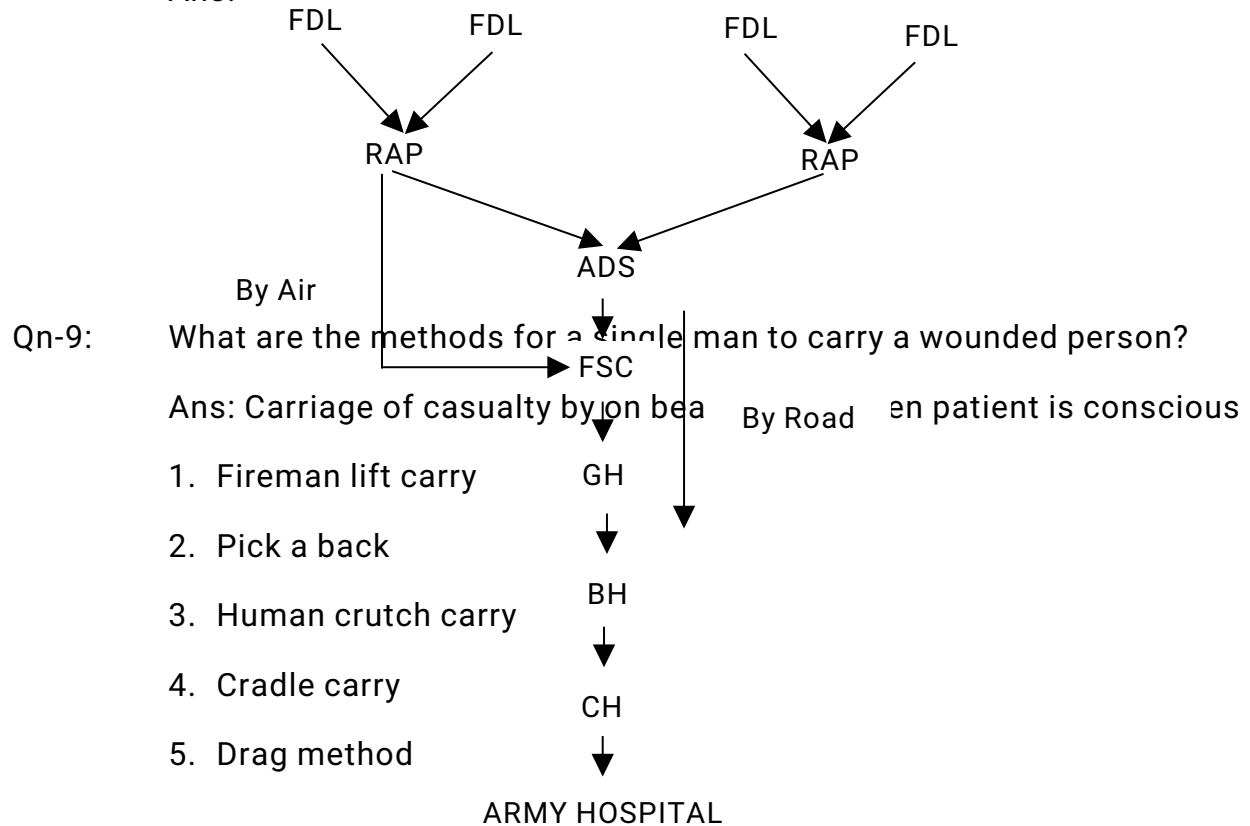 FDL FDL FDL FDL
RAP RAP
ADS
By Air
Qn-9: What are the methods for a single man to carry a wounded person?
FSC
Ans: Carriage of casualty by on bea en patient is conscious
By Road
1. Fireman lift carry
GH
2. Pick a back
BH
3. Human crutch carry
4. Cradle carry
CH
5. Drag method
ARMY HOSPITAL